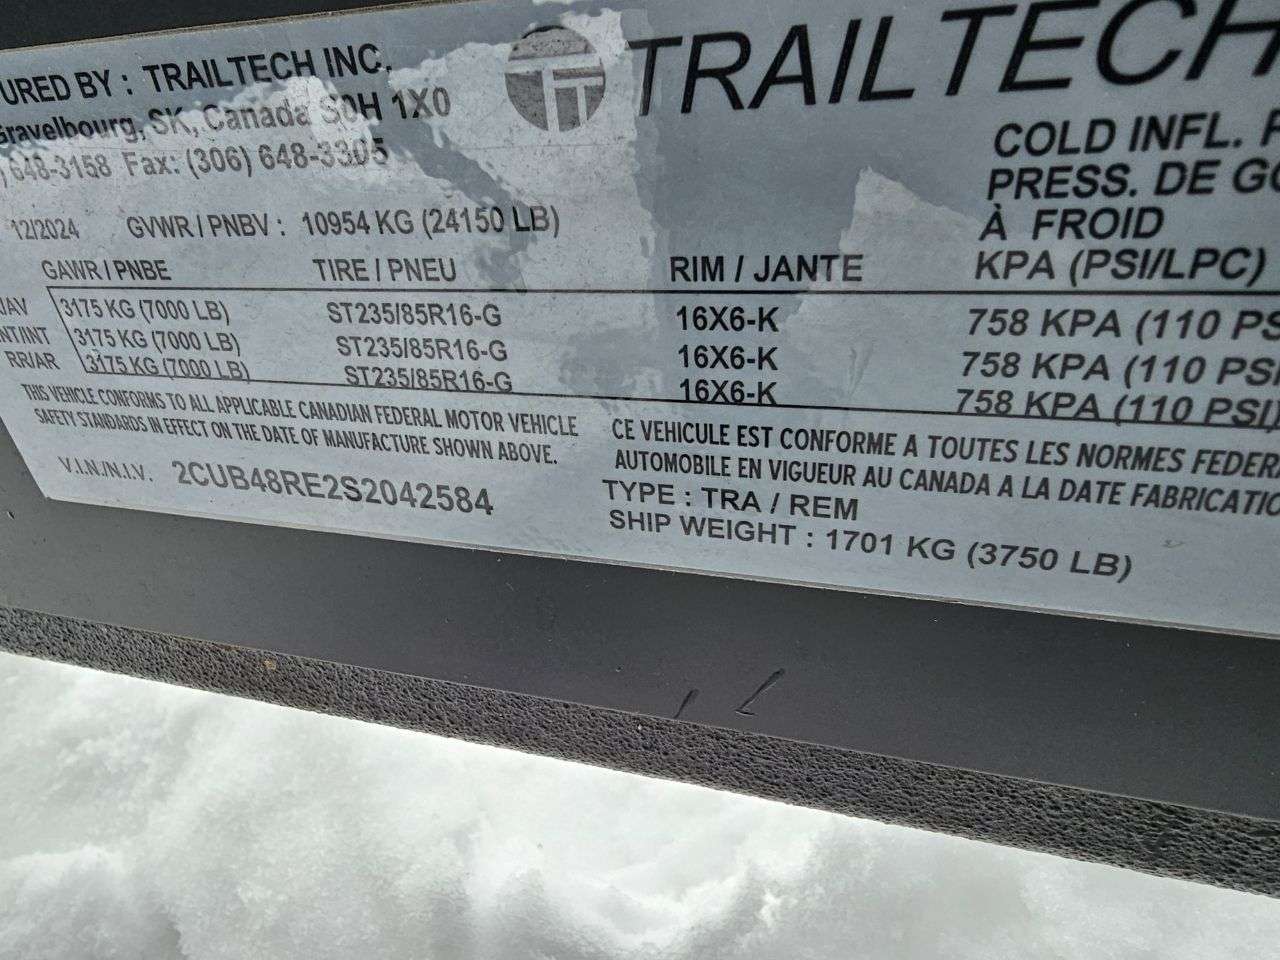 URED BY : TRAILTECH INC.
Gravelbourg, SK, Canada S0H 1X0
) 648-3158 Fax: (306) 648-3305
TRAILTECH
12/2024 GVWR / PNBV : 10954 KG (24150 LB)
COLD INFL. P
PRESS. DE GO
À FROID
KPA (PSI/LPC)
GAWR / PNBE TIRE / PNEU RIM / JANTE
/AV 3175 KG (7000 LB) ST235/85R16-G 16X6-K 758 KPA (110 PS
NT/INT 3175 KG (7000 LB) ST235/85R16-G 16X6-K 758 KPA (110 PSI
RR/AR 3175 KG (7000 LB) ST235/85R16-G 16X6-K 758 KPA (110 PSI)
THIS VEHICLE CONFORMS TO ALL APPLICABLE CANADIAN FEDERAL MOTOR VEHICLE
SAFETY STANDARDS IN EFFECT ON THE DATE OF MANUFACTURE SHOWN ABOVE.
V.I.N./N.I.V. 2CUB48RE2S2042584
CE VEHICULE EST CONFORME A TOUTES LES NORMES FEDER
AUTOMOBILE EN VIGUEUR AU CANADA A LA DATE FABRICATIO
TYPE : TRA / REM
SHIP WEIGHT : 1701 KG (3750 LB)